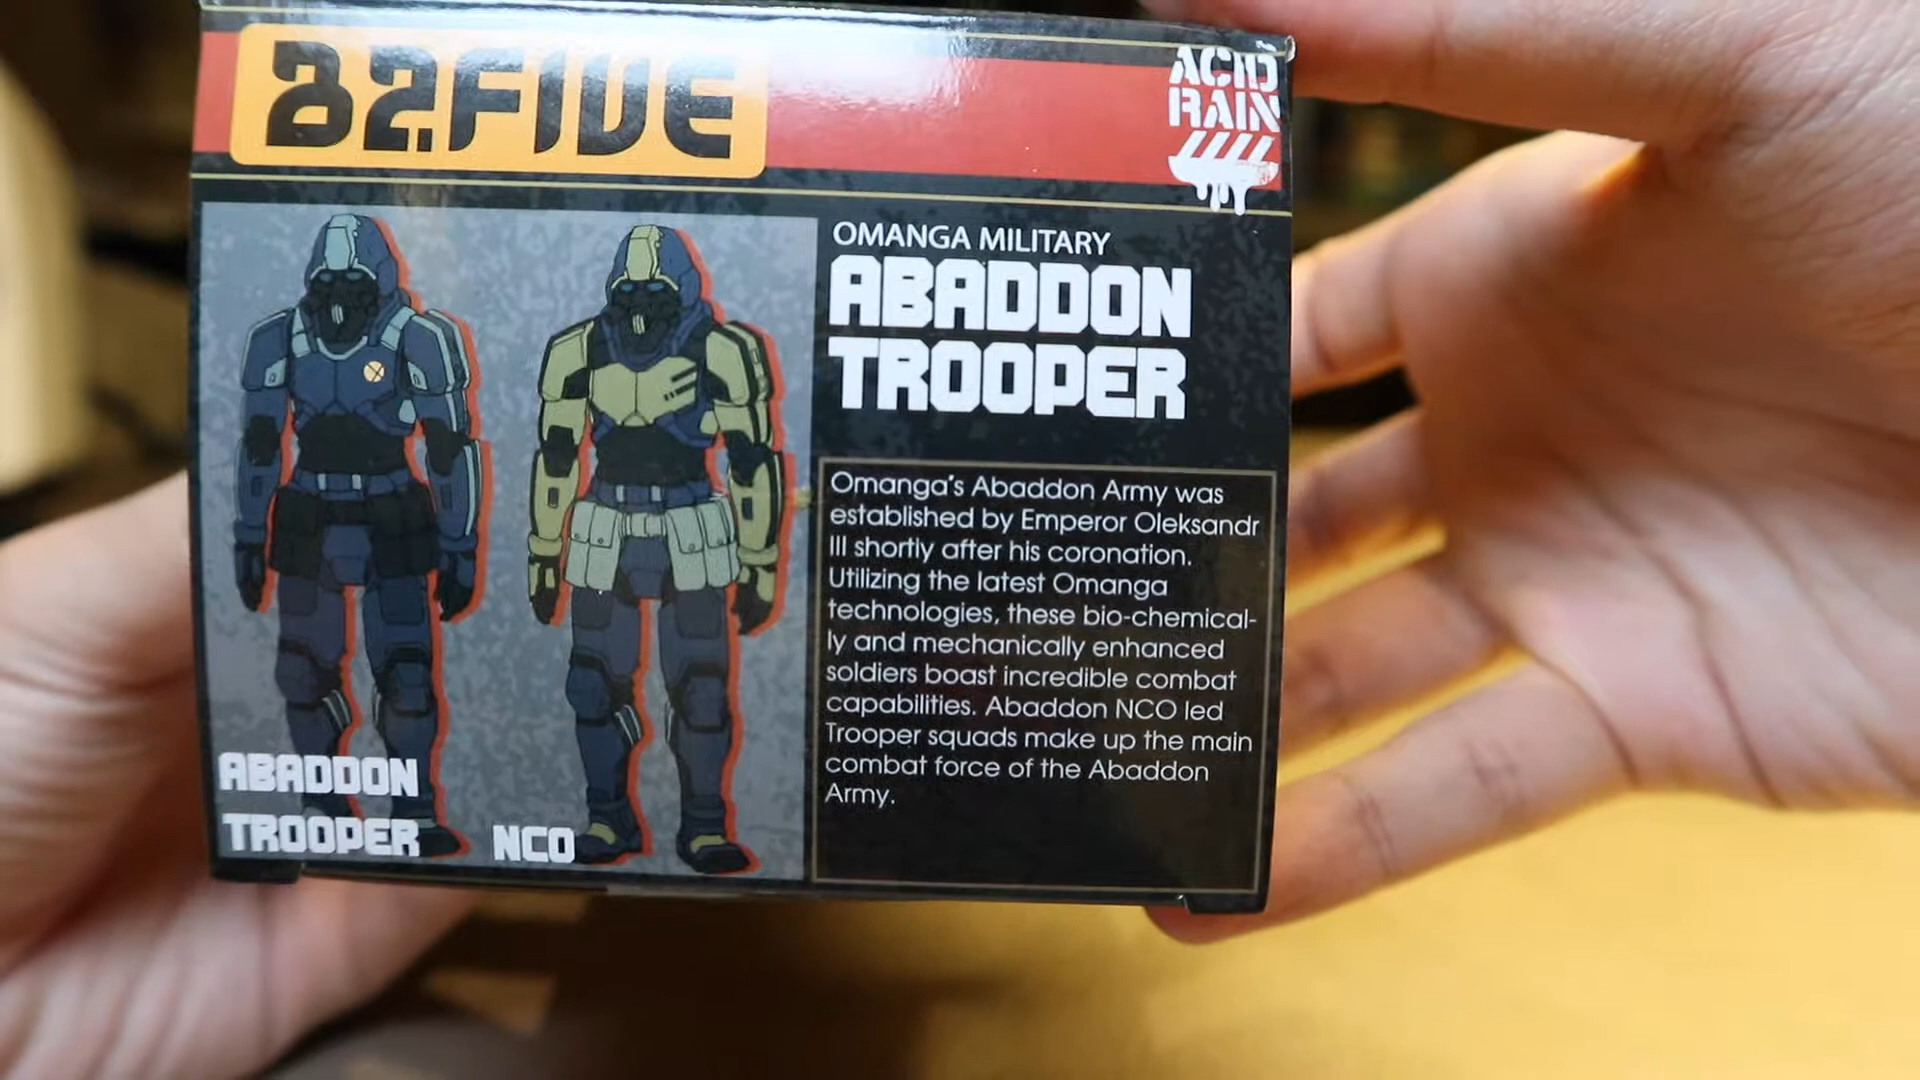 B2.FIVE
ACID
RAIN
OMANGA MILITARY
ABADDON
TROOPER
Omanga's Abaddon Army was
established by Emperor Oleksandr
III shortly after his coronation.
Utilizing the latest Omanga
technologies, these bio-chemical-
ly and mechanically enhanced
soldiers boast incredible combat
capabilities. Abaddon NCO led
Trooper squads make up the main
combat force of the Abaddon
Army.
ABADDON
TROOPER
NCO